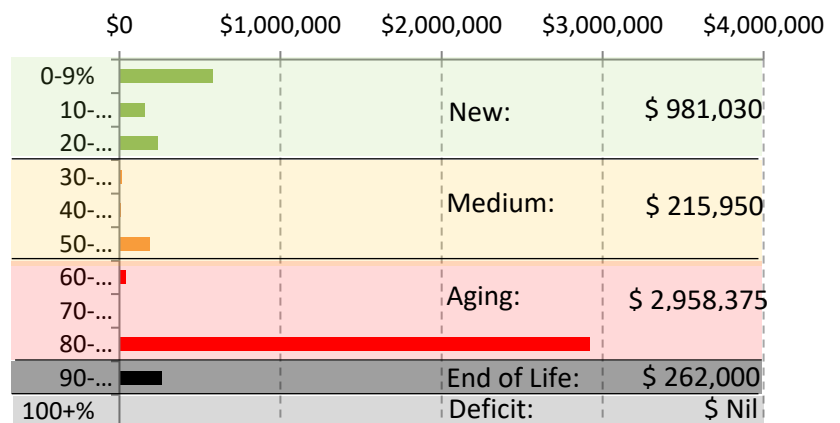 $0 $1,000,000 $2,000,000 $3,000,000 $4,000,000
0-9%
10-...
New: $ 981,030
20-...
30-...
Medium: $ 215,950
40-...
50-...
60-...
Aging: $ 2,958,375
70-...
80-...
90-... End of Life: $ 262,000
100+% Deficit: $ Nil